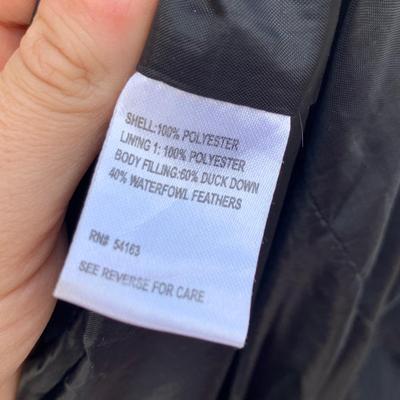 SHELL:100% POLYESTER
LINING 1: 100% POLYESTER
BODY FILLING:60% DUCK DOWN
40% WATERFOWL FEATHERS
RN# 54163
SEE REVERSE FOR CARE